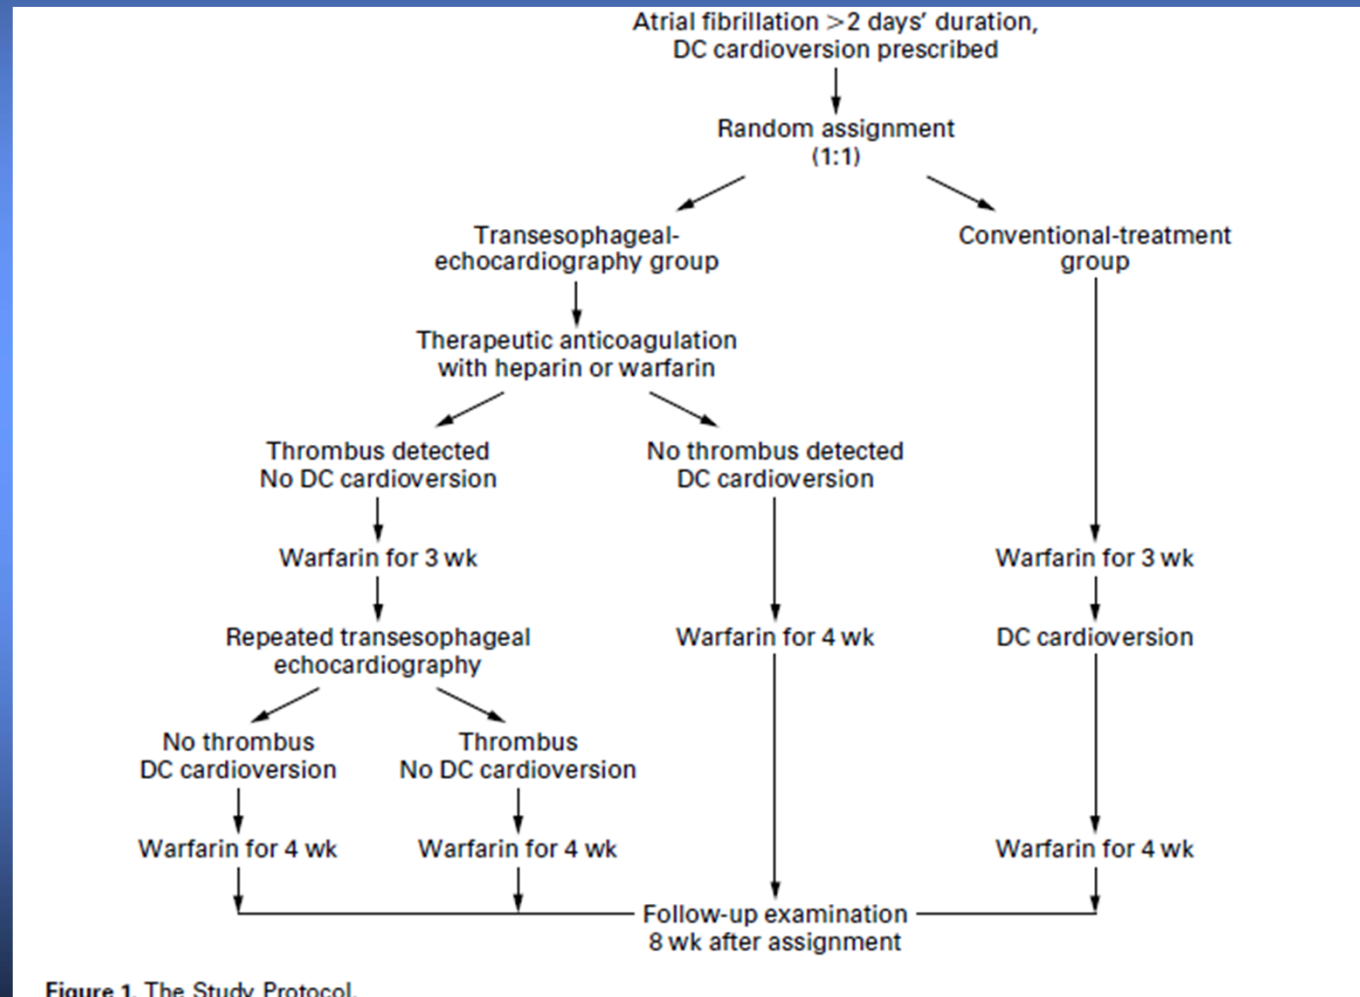 Atrial fibrillation >2 days’ duration,
DC cardioversion prescribed
Random assignment
(1:1)
Transesophageal-
echocardiography group
Conventional-treatment
group
Therapeutic anticoagulation
with heparin or warfarin
Thrombus detected
No DC cardioversion
No thrombus detected
DC cardioversion
Warfarin for 3 wk
Warfarin for 3 wk
Repeated transesophageal
echocardiography
Warfarin for 4 wk
DC cardioversion
No thrombus
DC cardioversion
Thrombus
No DC cardioversion
Warfarin for 4 wk
Warfarin for 4 wk
Warfarin for 4 wk
Follow-up examination
8 wk after assignment
Figure 1. The Study Protocol.